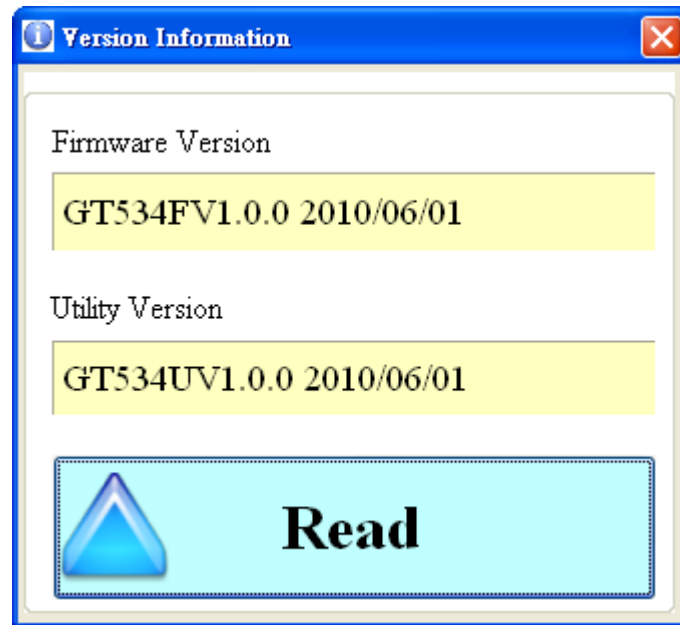 Version Information
Firmware Version
GT534FV1.0.0 2010/06/01
Utility Version
GT534UV1.0.0 2010/06/01
Read